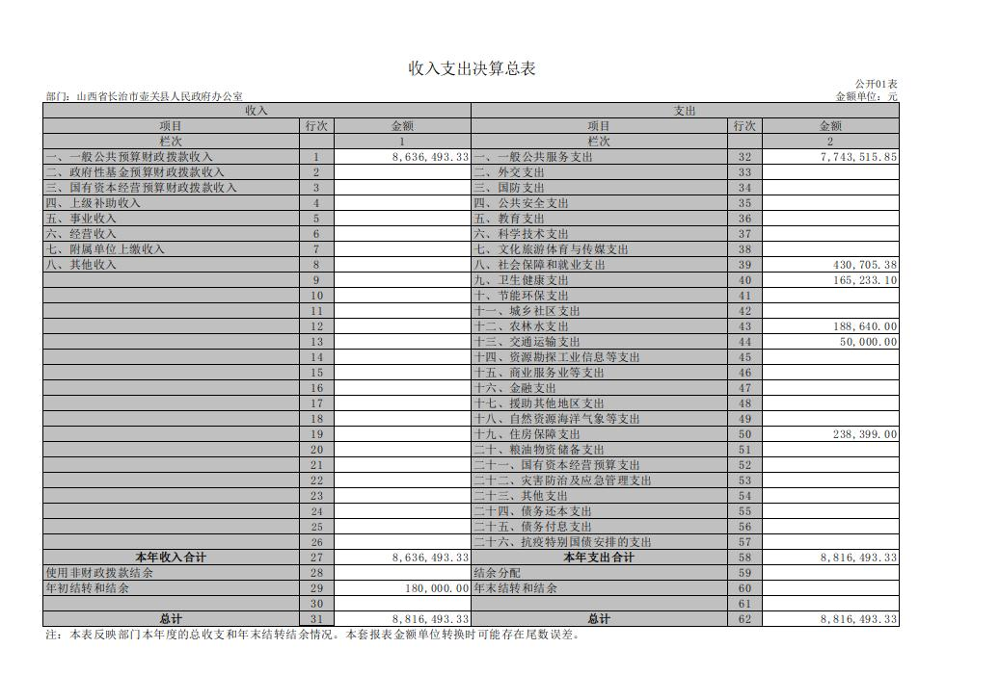 收入支出决算总表
公开01表
部门：山西省长治市壶关县人民政府办公室 金额单位：元
收入 支出
项目 行次 金额 项目 行次 金额
栏次 1 栏次 2
一、一般公共预算财政拨款收入 1 8,636,493.33 一、一般公共服务支出 32 7,743,515.85
二、政府性基金预算财政拨款收入 2 二、外交支出 33
三、国有资本经营预算财政拨款收入 3 三、国防支出 34
四、上级补助收入 4 四、公共安全支出 35
五、事业收入 5 五、教育支出 36
六、经营收入 6 六、科学技术支出 37
七、附属单位上缴收入 7 七、文化旅游体育与传媒支出 38
八、其他收入 8 八、社会保障和就业支出 39 430,705.38
9 九、卫生健康支出 40 165,233.10
10 十、节能环保支出 41
11 十一、城乡社区支出 42
12 十二、农林水支出 43 188,640.00
13 十三、交通运输支出 44 50,000.00
14 十四、资源勘探工业信息等支出 45
15 十五、商业服务业等支出 46
16 十六、金融支出 47
17 十七、援助其他地区支出 48
18 十八、自然资源海洋气象等支出 49
19 十九、住房保障支出 50 238,399.00
20 二十、粮油物资储备支出 51
21 二十一、国有资本经营预算支出 52
22 二十二、灾害防治及应急管理支出 53
23 二十三、其他支出 54
24 二十四、债务还本支出 55
25 二十五、债务付息支出 56
26 二十六、抗疫特别国债安排的支出 57
本年收入合计 27 8,636,493.33 本年支出合计 58 8,816,493.33
使用非财政拨款结余 28 结余分配 59
年初结转和结余 29 180,000.00 年末结转和结余 60
30 61
总计 31 8,816,493.33 总计 62 8,816,493.33
注：本表反映部门本年度的总收支和年末结转结余情况。本套报表金额单位转换时可能存在尾数误差。